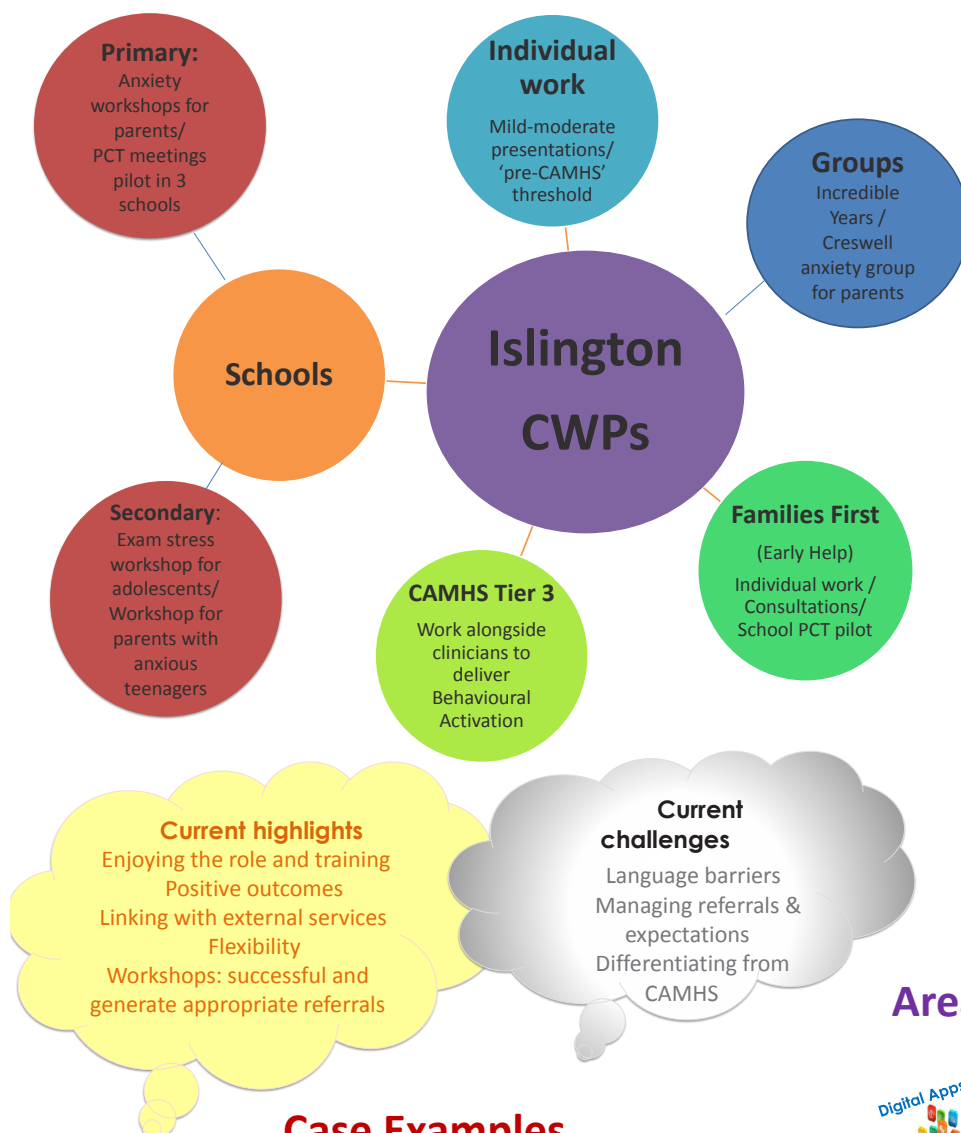 Primary:
Anxiety
workshops for
parents/
PCT meetings
pilot in 3
schools
Individual
work
Mild-moderate
presentations/
‘pre-CAMHS’
threshold
Groups
Incredible
Years /
Creswell
anxiety group
for parents
Schools
Islington
CWPs
Secondary:
Exam stress
workshop for
adolescents/
Workshop for
parents with
anxious
teenagers
CAMHS Tier 3
Work alongside
clinicians to
deliver
Behavioural
Activation
Families First
(Early Help)
Individual work /
Consultations/
School PCT pilot
Current highlights
Enjoying the role and training
Positive outcomes
Linking with external services
Flexibility
Workshops: successful and
generate appropriate referrals
Current
challenges
Language barriers
Managing referrals &
expectations
Differentiating from
CAMHS
Case Examples
Digital Apps